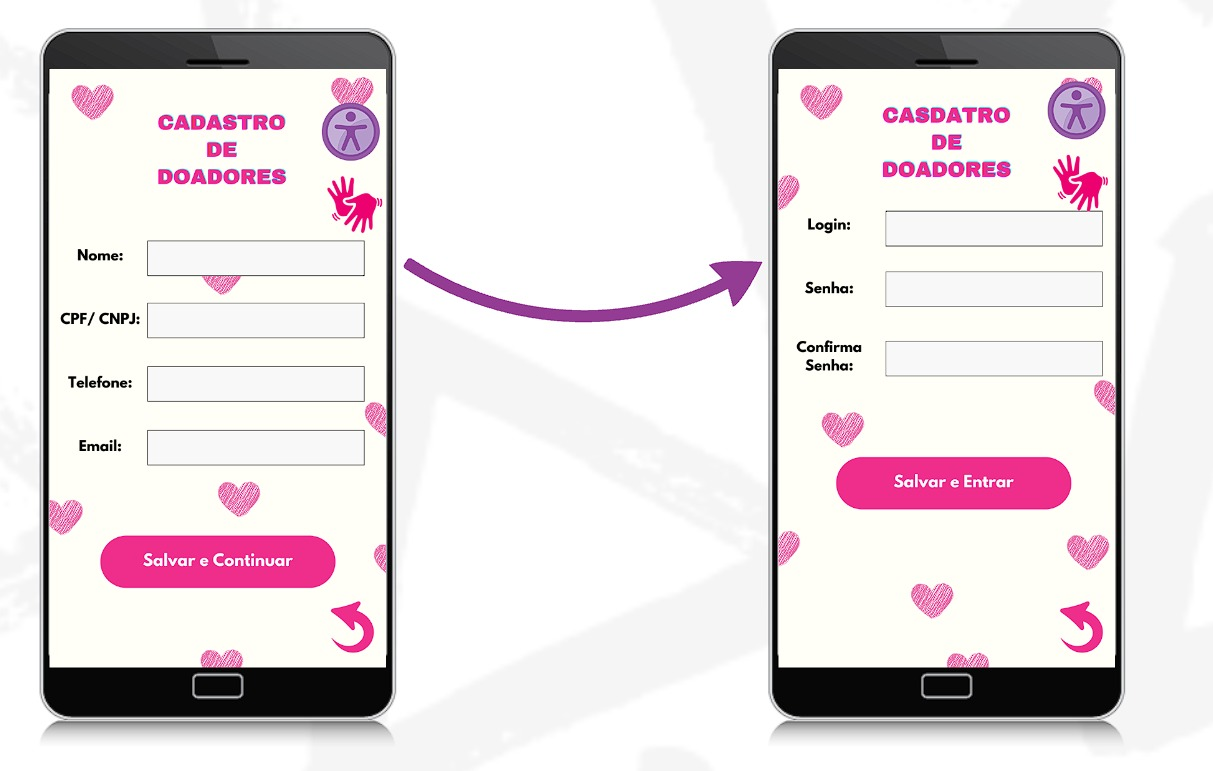 CADASTRO
DE
DOADORES
Nome:
CPF/ CNPJ:
Telefone:
Email:
Salvar e Continuar
CASDATRO
DE
DOADORES
Login:
Senha:
Confirma
Senha:
Salvar e Entrar